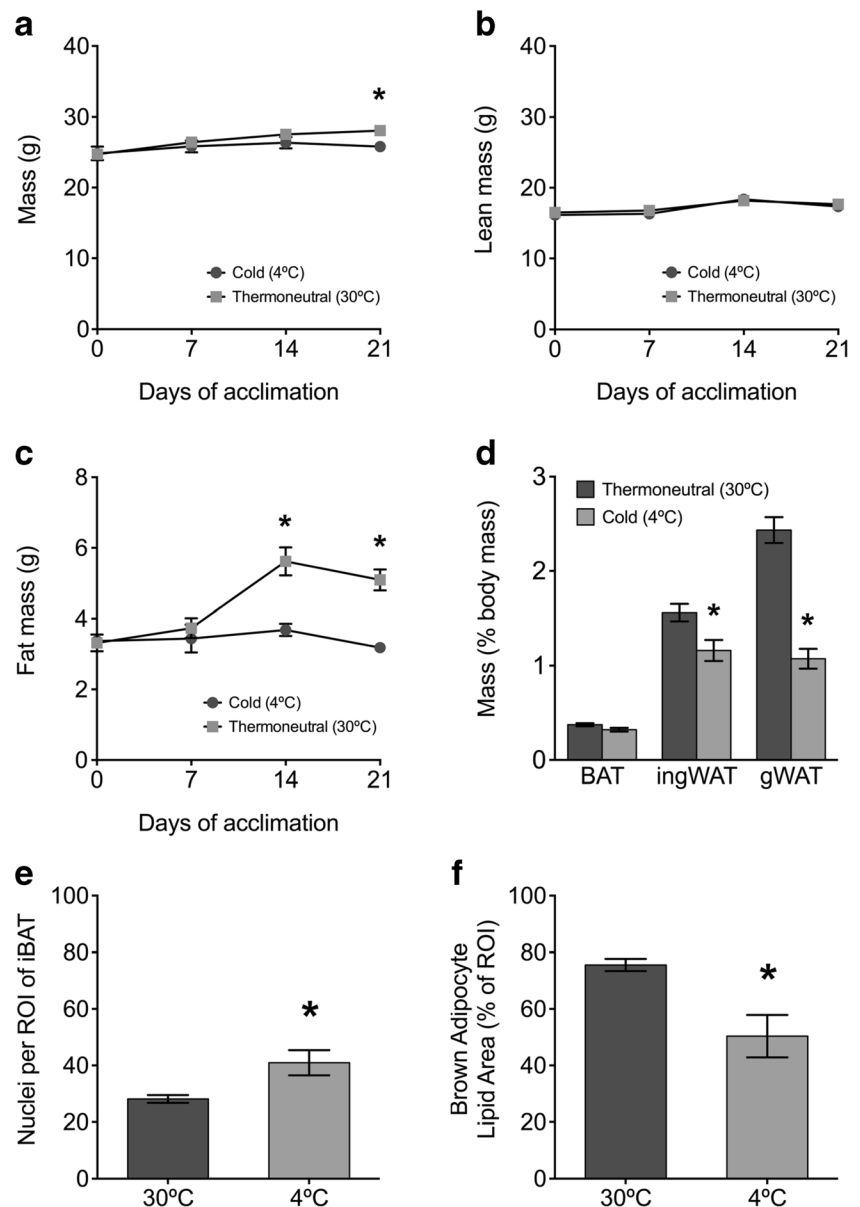 a
Mass (g)
40
30
20
10
0
*
Cold (4ºC)
Thermoneutral (30ºC)
0 7 14 21
Days of acclimation
b
Lean mass (g)
40
30
20
10
0
Cold (4ºC)
Thermoneutral (30ºC)
0 7 14 21
Days of acclimation
c
Fat mass (g)
8
6
4
2
0
* *
Cold (4ºC)
Thermoneutral (30ºC)
0 7 14 21
Days of acclimation
d
Mass (% body mass)
3
2
1
0
Thermoneutral (30ºC)
Cold (4ºC)
* *
BAT ingWAT gWAT
e
Nuclei per ROI of iBAT
100
80
60
40
20
0
*
30ºC 4ºC
f
Brown Adipocyte
Lipid Area (% of ROI)
100
80
60
40
20
0
*
30ºC 4ºC